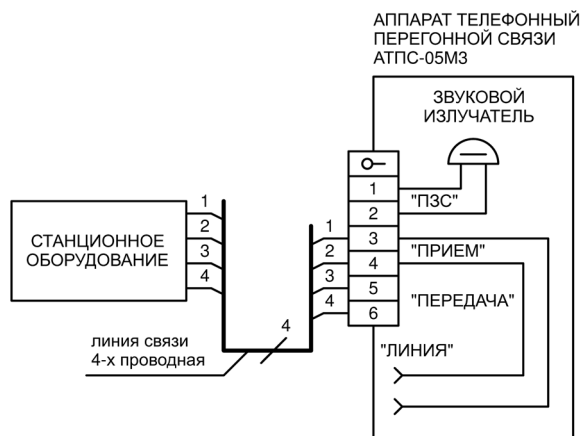 АППАРАТ ТЕЛЕФОННЫЙ
ПЕРЕГОННОЙ СВЯЗИ
АТПС-05М3
ЗВУКОВОЙ
ИЗЛУЧАТЕЛЬ
1
"ПЗС"
2
СТАНЦИОННОЕ
ОБОРУДОВАНИЕ
1
2
3
4
1
2
3
4
3
"ПРИЕМ"
4
5
"ПЕРЕДАЧА"
6
4
линия связи
4-х проводная
"ЛИНИЯ"